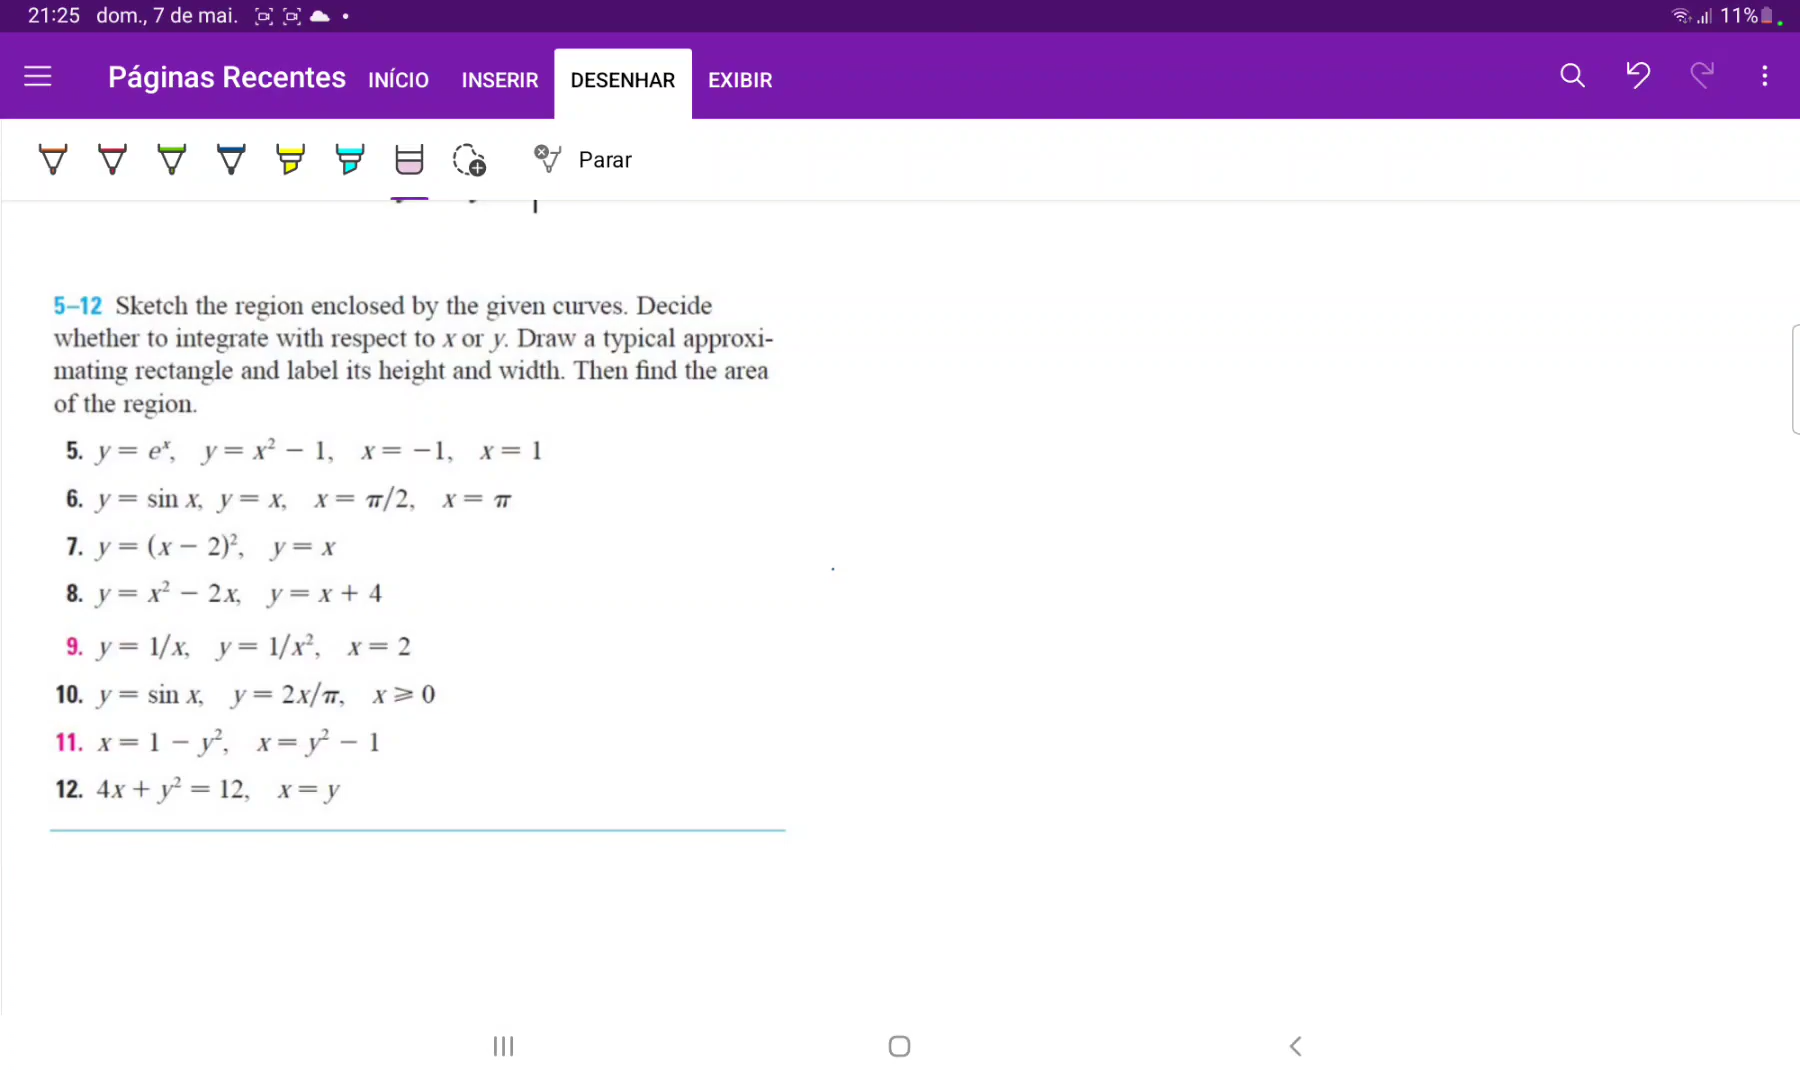 21:25 dom., 7 de mai.
11%
Páginas Recentes INÍCIO INSERIR DESENHAR EXIBIR
Parar
5–12 Sketch the region enclosed by the given curves. Decide
whether to integrate with respect to x or y. Draw a typical approxi-
mating rectangle and label its height and width. Then find the area
of the region.
5. y = eˣ, y = x² − 1, x = −1, x = 1
6. y = sin x, y = x, x = π/2, x = π
7. y = (x − 2)², y = x
8. y = x² − 2x, y = x + 4
9. y = 1/x, y = 1/x², x = 2
10. y = sin x, y = 2x/π, x ⩾ 0
11. x = 1 − y², x = y² − 1
12. 4x + y² = 12, x = y